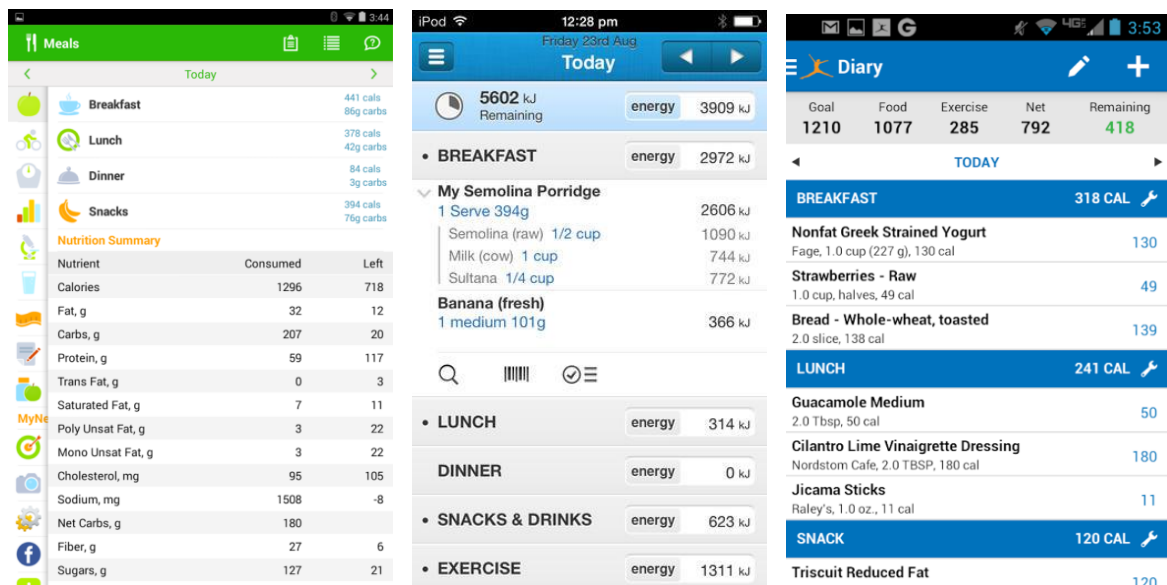 3:44
Meals
Today
Breakfast
441 cals
86g carbs
Lunch
378 cals
42g carbs
Dinner
84 cals
3g carbs
Snacks
394 cals
76g carbs
Nutrition Summary
Nutrient Consumed Left
Calories 1296 718
Fat, g 32 12
Carbs, g 207 20
Protein, g 59 117
Trans Fat, g 0 3
Saturated Fat, g 7 11
MyNe
Poly Unsat Fat, g 3 22
Mono Unsat Fat, g 3 22
Cholesterol, mg 95 105
Sodium, mg 1508 -8
Net Carbs, g 180
Fiber, g 27 6
Sugars, g 127 21
iPod 12:28 pm
Friday 23rd Aug
Today
5602 kJ
Remaining
energy 3909 kJ
• BREAKFAST energy 2972 kJ
My Semolina Porridge
1 Serve 394g 2606 kJ
Semolina (raw) 1/2 cup 1090 kJ
Milk (cow) 1 cup 744 kJ
Sultana 1/4 cup 772 kJ
Banana (fresh)
1 medium 101g 366 kJ
• LUNCH energy 314 kJ
DINNER energy 0 kJ
• SNACKS & DRINKS energy 623 kJ
• EXERCISE energy 1311 kJ
G 4G 3:53
Diary
Goal Food Exercise Net Remaining
1210 1077 285 792 418
TODAY
BREAKFAST 318 CAL
Nonfat Greek Strained Yogurt
Fage, 1.0 cup (227 g), 130 cal 130
Strawberries - Raw
1.0 cup, halves, 49 cal 49
Bread - Whole-wheat, toasted
2.0 slice, 138 cal 139
LUNCH 241 CAL
Guacamole Medium
2.0 Tbsp, 50 cal 50
Cilantro Lime Vinaigrette Dressing
Nordstom Cafe, 2.0 TBSP, 180 cal 180
Jicama Sticks
Raley's, 1.0 oz., 11 cal 11
SNACK 120 CAL
Triscuit Reduced Fat
120